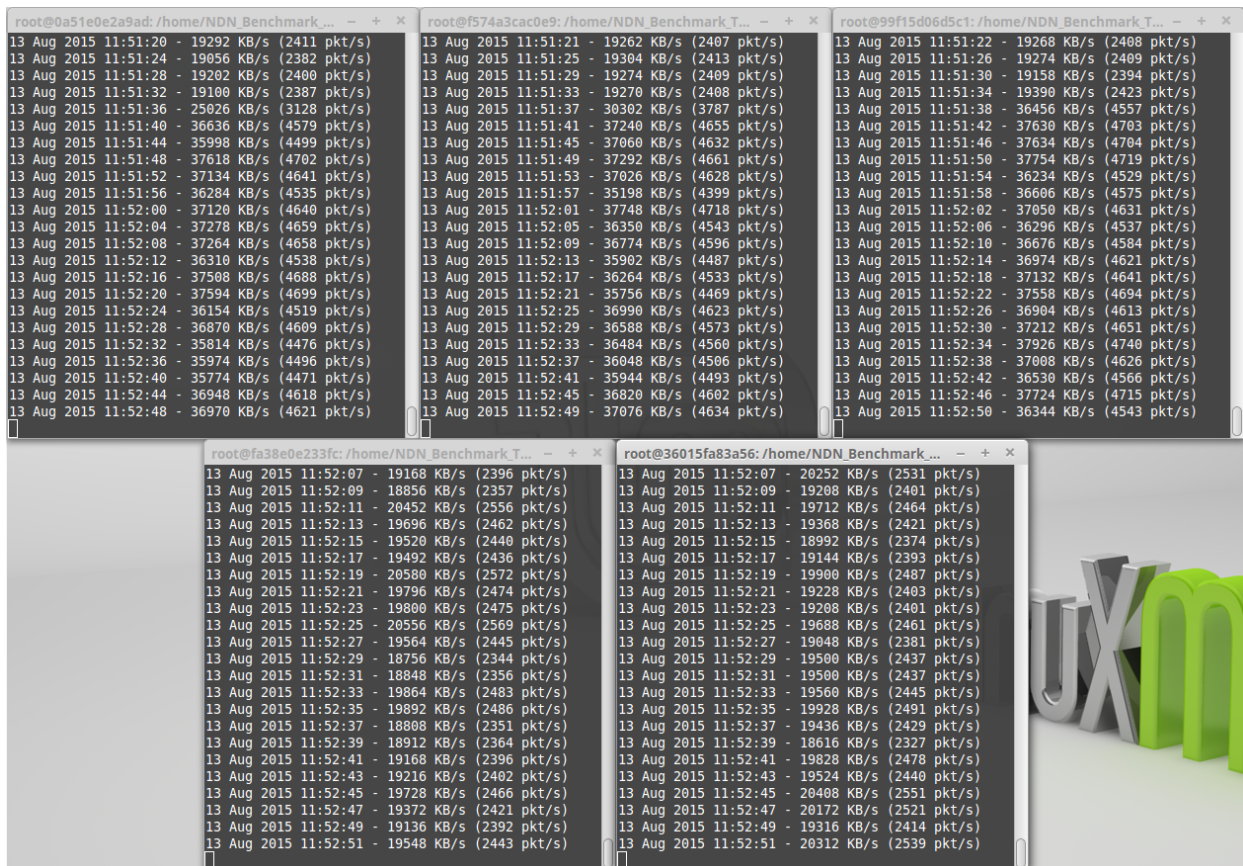 root@0a51e0e2a9ad: /home/NDN_Benchmark_...
13 Aug 2015 11:51:20 - 19292 KB/s (2411 pkt/s)
13 Aug 2015 11:51:24 - 19056 KB/s (2382 pkt/s)
13 Aug 2015 11:51:28 - 19202 KB/s (2400 pkt/s)
13 Aug 2015 11:51:32 - 19100 KB/s (2387 pkt/s)
13 Aug 2015 11:51:36 - 25026 KB/s (3128 pkt/s)
13 Aug 2015 11:51:40 - 36636 KB/s (4579 pkt/s)
13 Aug 2015 11:51:44 - 35998 KB/s (4499 pkt/s)
13 Aug 2015 11:51:48 - 37618 KB/s (4702 pkt/s)
13 Aug 2015 11:51:52 - 37134 KB/s (4641 pkt/s)
13 Aug 2015 11:51:56 - 36284 KB/s (4535 pkt/s)
13 Aug 2015 11:52:00 - 37120 KB/s (4640 pkt/s)
13 Aug 2015 11:52:04 - 37278 KB/s (4659 pkt/s)
13 Aug 2015 11:52:08 - 37264 KB/s (4658 pkt/s)
13 Aug 2015 11:52:12 - 36310 KB/s (4538 pkt/s)
13 Aug 2015 11:52:16 - 37508 KB/s (4688 pkt/s)
13 Aug 2015 11:52:20 - 37594 KB/s (4699 pkt/s)
13 Aug 2015 11:52:24 - 36154 KB/s (4519 pkt/s)
13 Aug 2015 11:52:28 - 36870 KB/s (4609 pkt/s)
13 Aug 2015 11:52:32 - 35814 KB/s (4476 pkt/s)
13 Aug 2015 11:52:36 - 35974 KB/s (4496 pkt/s)
13 Aug 2015 11:52:40 - 35774 KB/s (4471 pkt/s)
13 Aug 2015 11:52:44 - 36948 KB/s (4618 pkt/s)
13 Aug 2015 11:52:48 - 36970 KB/s (4621 pkt/s)
root@f574a3cac0e9: /home/NDN_Benchmark_T...
13 Aug 2015 11:51:21 - 19262 KB/s (2407 pkt/s)
13 Aug 2015 11:51:25 - 19304 KB/s (2413 pkt/s)
13 Aug 2015 11:51:29 - 19274 KB/s (2409 pkt/s)
13 Aug 2015 11:51:33 - 19270 KB/s (2408 pkt/s)
13 Aug 2015 11:51:37 - 30302 KB/s (3787 pkt/s)
13 Aug 2015 11:51:41 - 37240 KB/s (4655 pkt/s)
13 Aug 2015 11:51:45 - 37060 KB/s (4632 pkt/s)
13 Aug 2015 11:51:49 - 37292 KB/s (4661 pkt/s)
13 Aug 2015 11:51:53 - 37026 KB/s (4628 pkt/s)
13 Aug 2015 11:51:57 - 35198 KB/s (4399 pkt/s)
13 Aug 2015 11:52:01 - 37748 KB/s (4718 pkt/s)
13 Aug 2015 11:52:05 - 36350 KB/s (4543 pkt/s)
13 Aug 2015 11:52:09 - 36774 KB/s (4596 pkt/s)
13 Aug 2015 11:52:13 - 35902 KB/s (4487 pkt/s)
13 Aug 2015 11:52:17 - 36264 KB/s (4533 pkt/s)
13 Aug 2015 11:52:21 - 35756 KB/s (4469 pkt/s)
13 Aug 2015 11:52:25 - 36990 KB/s (4623 pkt/s)
13 Aug 2015 11:52:29 - 36588 KB/s (4573 pkt/s)
13 Aug 2015 11:52:33 - 36484 KB/s (4560 pkt/s)
13 Aug 2015 11:52:37 - 36048 KB/s (4506 pkt/s)
13 Aug 2015 11:52:41 - 35944 KB/s (4493 pkt/s)
13 Aug 2015 11:52:45 - 36820 KB/s (4602 pkt/s)
13 Aug 2015 11:52:49 - 37076 KB/s (4634 pkt/s)
root@99f15d06d5c1: /home/NDN_Benchmark_T...
13 Aug 2015 11:51:22 - 19268 KB/s (2408 pkt/s)
13 Aug 2015 11:51:26 - 19274 KB/s (2409 pkt/s)
13 Aug 2015 11:51:30 - 19158 KB/s (2394 pkt/s)
13 Aug 2015 11:51:34 - 19390 KB/s (2423 pkt/s)
13 Aug 2015 11:51:38 - 36456 KB/s (4557 pkt/s)
13 Aug 2015 11:51:42 - 37630 KB/s (4703 pkt/s)
13 Aug 2015 11:51:46 - 37634 KB/s (4704 pkt/s)
13 Aug 2015 11:51:50 - 37754 KB/s (4719 pkt/s)
13 Aug 2015 11:51:54 - 36234 KB/s (4529 pkt/s)
13 Aug 2015 11:51:58 - 36606 KB/s (4575 pkt/s)
13 Aug 2015 11:52:02 - 37050 KB/s (4631 pkt/s)
13 Aug 2015 11:52:06 - 36296 KB/s (4537 pkt/s)
13 Aug 2015 11:52:10 - 36676 KB/s (4584 pkt/s)
13 Aug 2015 11:52:14 - 36974 KB/s (4621 pkt/s)
13 Aug 2015 11:52:18 - 37132 KB/s (4641 pkt/s)
13 Aug 2015 11:52:22 - 37558 KB/s (4694 pkt/s)
13 Aug 2015 11:52:26 - 36904 KB/s (4613 pkt/s)
13 Aug 2015 11:52:30 - 37212 KB/s (4651 pkt/s)
13 Aug 2015 11:52:34 - 37926 KB/s (4740 pkt/s)
13 Aug 2015 11:52:38 - 37008 KB/s (4626 pkt/s)
13 Aug 2015 11:52:42 - 36530 KB/s (4566 pkt/s)
13 Aug 2015 11:52:46 - 37724 KB/s (4715 pkt/s)
13 Aug 2015 11:52:50 - 36344 KB/s (4543 pkt/s)
root@fa38e0e233fc: /home/NDN_Benchmark_T...
13 Aug 2015 11:52:07 - 19168 KB/s (2396 pkt/s)
13 Aug 2015 11:52:09 - 18856 KB/s (2357 pkt/s)
13 Aug 2015 11:52:11 - 20452 KB/s (2556 pkt/s)
13 Aug 2015 11:52:13 - 19696 KB/s (2462 pkt/s)
13 Aug 2015 11:52:15 - 19520 KB/s (2440 pkt/s)
13 Aug 2015 11:52:17 - 19492 KB/s (2436 pkt/s)
13 Aug 2015 11:52:19 - 20580 KB/s (2572 pkt/s)
13 Aug 2015 11:52:21 - 19796 KB/s (2474 pkt/s)
13 Aug 2015 11:52:23 - 19800 KB/s (2475 pkt/s)
13 Aug 2015 11:52:25 - 20556 KB/s (2569 pkt/s)
13 Aug 2015 11:52:27 - 19564 KB/s (2445 pkt/s)
13 Aug 2015 11:52:29 - 18756 KB/s (2344 pkt/s)
13 Aug 2015 11:52:31 - 18848 KB/s (2356 pkt/s)
13 Aug 2015 11:52:33 - 19864 KB/s (2483 pkt/s)
13 Aug 2015 11:52:35 - 19892 KB/s (2486 pkt/s)
13 Aug 2015 11:52:37 - 18808 KB/s (2351 pkt/s)
13 Aug 2015 11:52:39 - 18912 KB/s (2364 pkt/s)
13 Aug 2015 11:52:41 - 19168 KB/s (2396 pkt/s)
13 Aug 2015 11:52:43 - 19216 KB/s (2402 pkt/s)
13 Aug 2015 11:52:45 - 19728 KB/s (2466 pkt/s)
13 Aug 2015 11:52:47 - 19372 KB/s (2421 pkt/s)
13 Aug 2015 11:52:49 - 19136 KB/s (2392 pkt/s)
13 Aug 2015 11:52:51 - 19548 KB/s (2443 pkt/s)
root@36015fa83a56: /home/NDN_Benchmark_...
13 Aug 2015 11:52:07 - 20252 KB/s (2531 pkt/s)
13 Aug 2015 11:52:09 - 19208 KB/s (2401 pkt/s)
13 Aug 2015 11:52:11 - 19712 KB/s (2464 pkt/s)
13 Aug 2015 11:52:13 - 19368 KB/s (2421 pkt/s)
13 Aug 2015 11:52:15 - 18992 KB/s (2374 pkt/s)
13 Aug 2015 11:52:17 - 19144 KB/s (2393 pkt/s)
13 Aug 2015 11:52:19 - 19900 KB/s (2487 pkt/s)
13 Aug 2015 11:52:21 - 19228 KB/s (2403 pkt/s)
13 Aug 2015 11:52:23 - 19208 KB/s (2401 pkt/s)
13 Aug 2015 11:52:25 - 19688 KB/s (2461 pkt/s)
13 Aug 2015 11:52:27 - 19048 KB/s (2381 pkt/s)
13 Aug 2015 11:52:29 - 19500 KB/s (2437 pkt/s)
13 Aug 2015 11:52:31 - 19500 KB/s (2437 pkt/s)
13 Aug 2015 11:52:33 - 19560 KB/s (2445 pkt/s)
13 Aug 2015 11:52:35 - 19928 KB/s (2491 pkt/s)
13 Aug 2015 11:52:37 - 19436 KB/s (2429 pkt/s)
13 Aug 2015 11:52:39 - 18616 KB/s (2327 pkt/s)
13 Aug 2015 11:52:41 - 19828 KB/s (2478 pkt/s)
13 Aug 2015 11:52:43 - 19524 KB/s (2440 pkt/s)
13 Aug 2015 11:52:45 - 20408 KB/s (2551 pkt/s)
13 Aug 2015 11:52:47 - 20172 KB/s (2521 pkt/s)
13 Aug 2015 11:52:49 - 19316 KB/s (2414 pkt/s)
13 Aug 2015 11:52:51 - 20312 KB/s (2539 pkt/s)